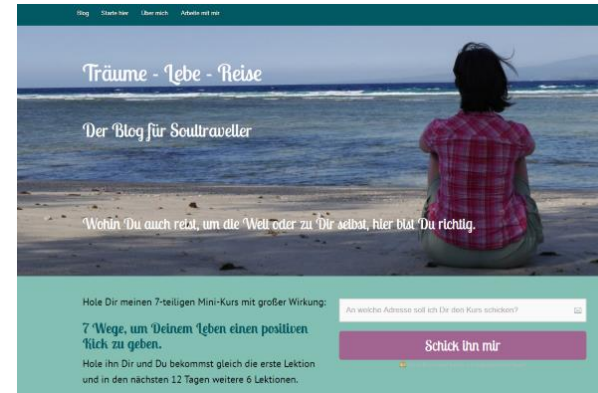 Blog Starte hier Über mich Arbeite mit mir
Träume - Lebe - Reise
Der Blog für Soultraveller
Wohin Du auch reist, um die Welt oder zu Dir selbst, hier bist Du richtig.
Hole Dir meinen 7-teiligen Mini-Kurs mit großer Wirkung:
7 Wege, um Deinem Leben einen positiven
Kick zu geben.
Hole ihn Dir und Du bekommst gleich die erste Lektion
und in den nächsten 12 Tagen weitere 6 Lektionen.
An welche Adresse soll ich Dir den Kurs schicken?
Schick ihn mir